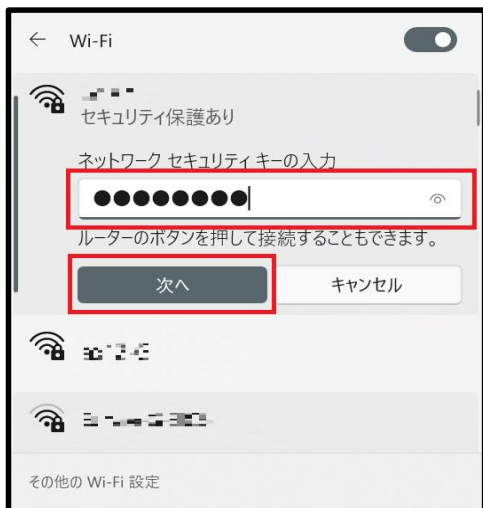 Wi-Fi
セキュリティ保護あり
ネットワーク セキュリティ キーの入力
●●●●●●●●
ルーターのボタンを押して接続することもできます。
次へ キャンセル
その他の Wi-Fi 設定